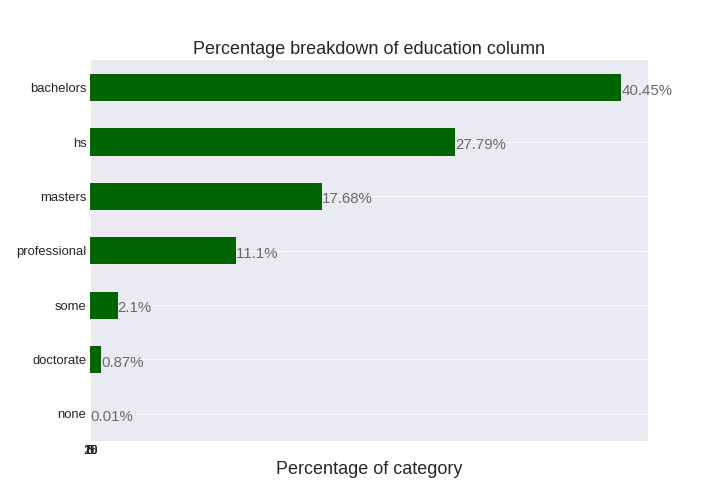 Percentage breakdown of education column
bachelors 40.45%
hs 27.79%
masters 17.68%
professional 11.1%
some 2.1%
doctorate 0.87%
none 0.01%
Percentage of category